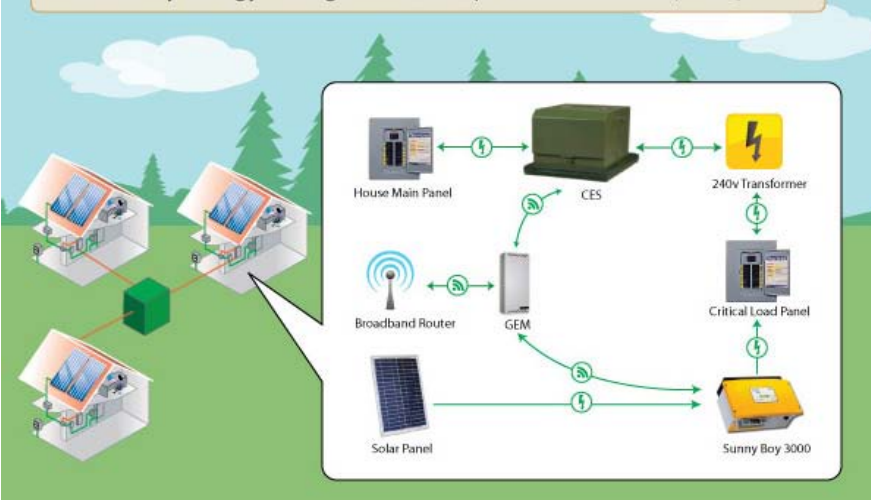 House Main Panel
CES
240v Transformer
Broadband Router
GEM
Critical Load Panel
Solar Panel
Sunny Boy 3000